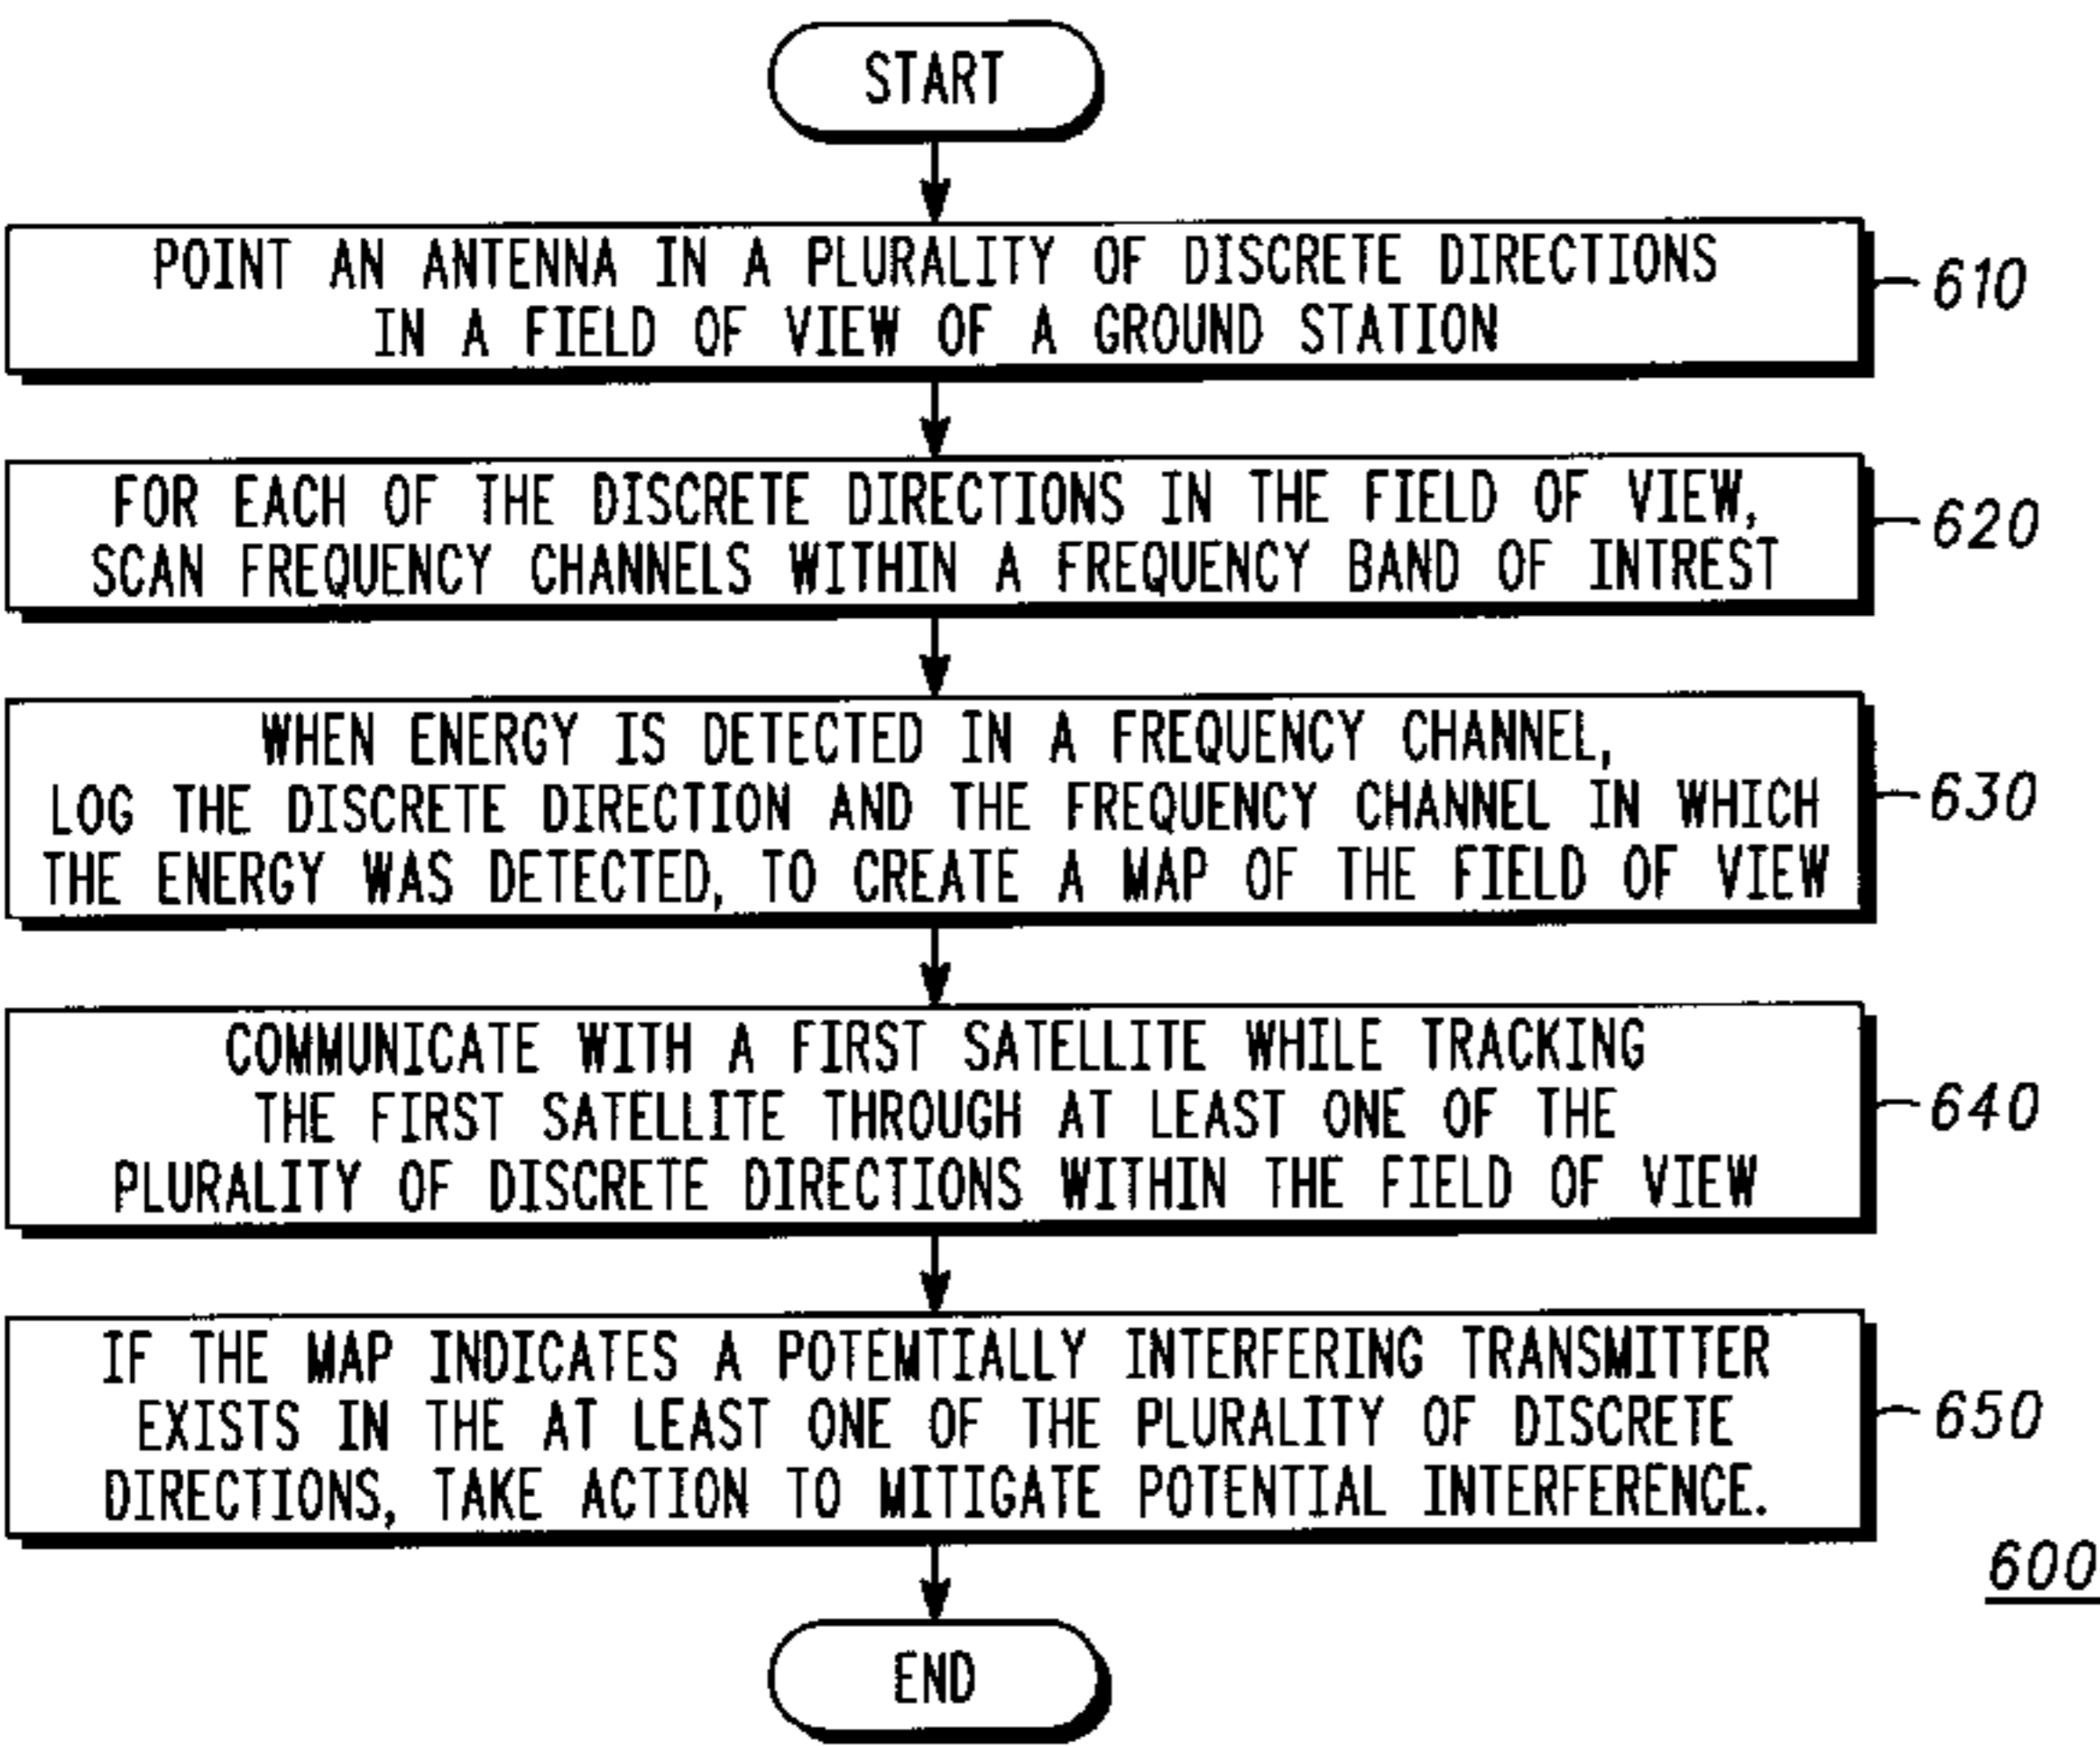 START
POINT AN ANTENNA IN A PLURALITY OF DISCRETE DIRECTIONS
IN A FIELD OF VIEW OF A GROUND STATION
610
FOR EACH OF THE DISCRETE DIRECTIONS IN THE FIELD OF VIEW,
SCAN FREQUENCY CHANNELS WITHIN A FREQUENCY BAND OF INTREST
620
WHEN ENERGY IS DETECTED IN A FREQUENCY CHANNEL,
LOG THE DISCRETE DIRECTION AND THE FREQUENCY CHANNEL IN WHICH
THE ENERGY WAS DETECTED, TO CREATE A MAP OF THE FIELD OF VIEW
630
COMMUNICATE WITH A FIRST SATELLITE WHILE TRACKING
THE FIRST SATELLITE THROUGH AT LEAST ONE OF THE
PLURALITY OF DISCRETE DIRECTIONS WITHIN THE FIELD OF VIEW
640
IF THE MAP INDICATES A POTEMTIALLY INTERFERING TRANSMITTER
EXISTS IN THE AT LEAST ONE OF THE PLURALITY OF DISCRETE
DIRECTIONS, TAKE ACTION TO MITIGATE POTENTIAL INTERFERENCE.
650
600
END